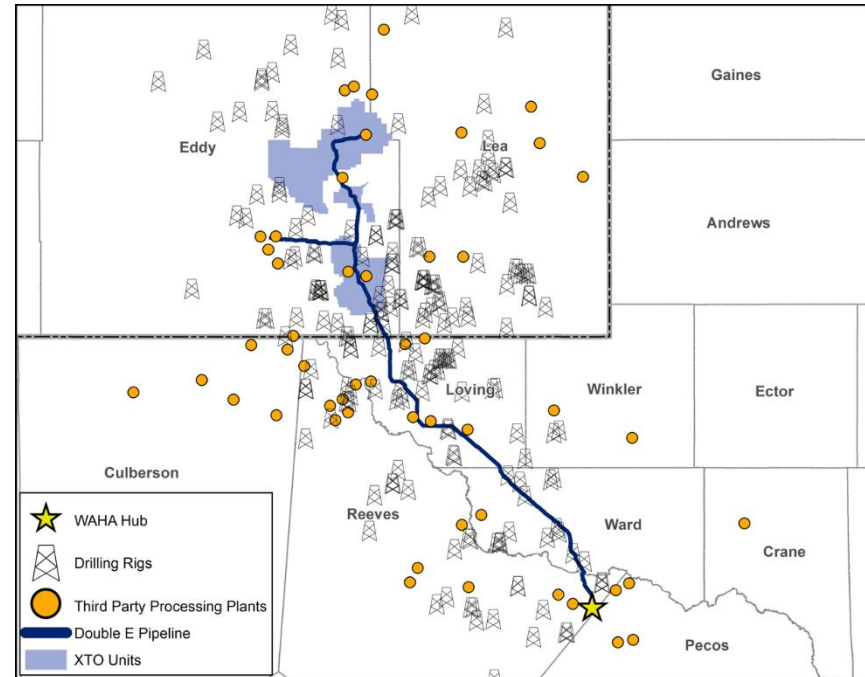 Gaines
Eddy
Lea
Andrews
Loving
Winkler
Ector
Culberson
Reeves
Ward
Crane
Pecos
WAHA Hub
Drilling Rigs
Third Party Processing Plants
Double E Pipeline
XTO Units